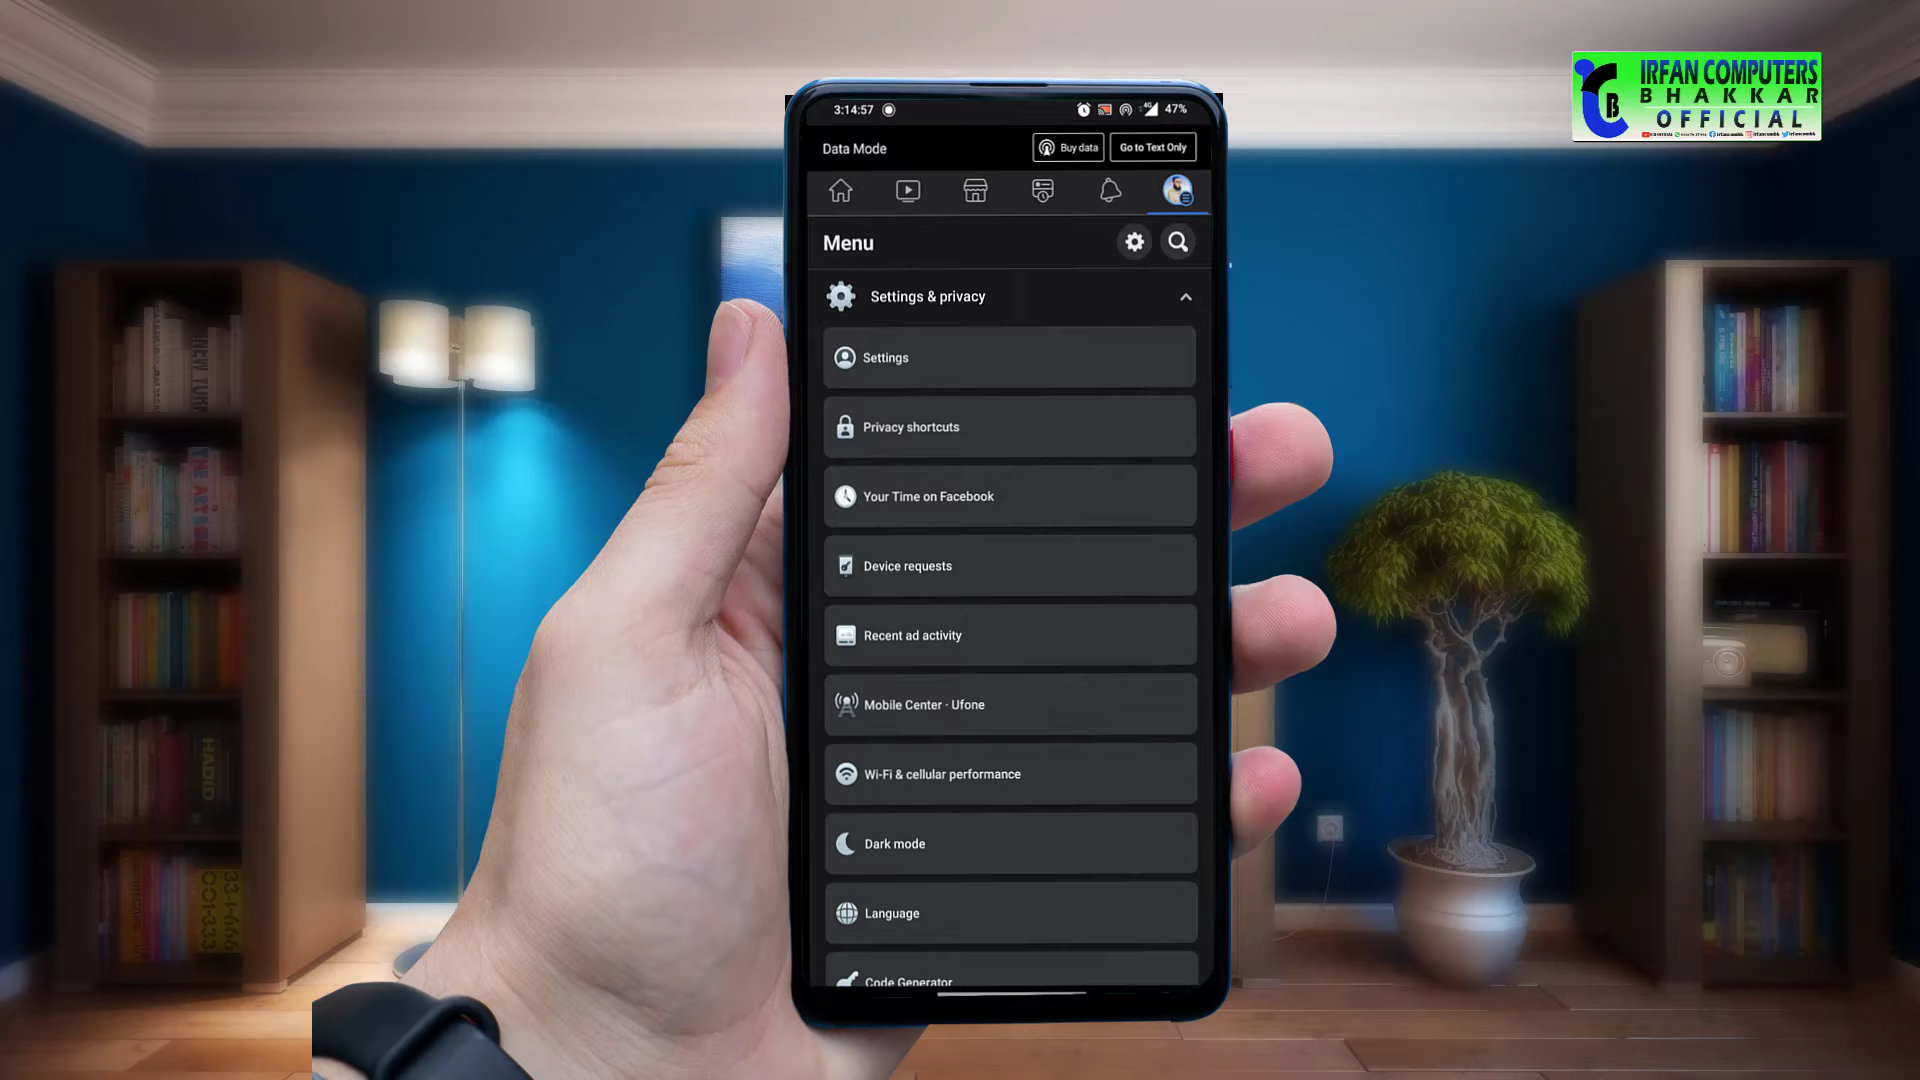 IRFAN COMPUTERS
BHAKKAR
OFFICIAL
3:14:57
4G
47%
Data Mode
Buy data
Go to Text Only
Menu
Settings & privacy
Settings
Privacy shortcuts
Your Time on Facebook
Device requests
Recent ad activity
Mobile Center · Ufone
Wi-Fi & cellular performance
Dark mode
Language
Code Generator
HADID